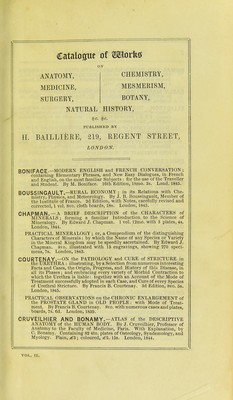 Catalogue of Works
ON
ANATOMY,
MEDICINE,
SURGERY,
CHEMISTRY,
MESMERISM,
BOTANY,
NATURAL HISTORY,
&c. &c.
PUBLISHED BY
H. BAILLIÈRE, 219, REGENT STREET,
LONDON.
BONIFACE.—MODERN ENGLISH and FRENCH CONVERSATION;
containing Elementary Phrases, and New Easy Dialogues, in French
and English, on the most familiar Subjects: for the use of the Traveller
and Student. By M. Boniface. 16th Edition, 18mo. 3s. Lond. 1843.
BOUSSINGAULT.—RURAL ECONOMY; in its Relations with Che-
mistry, Physics, and Meteorology. By J. B. Boussingault, Member of
the Institute of France. 2d Edition, with Notes, carefully revised and
corrected, 1 vol. 8vo. cloth boards, 18s. London, 1845.
CHAPMAN.—A BRIEF DESCRIPTION of the CHARACTERS of
MINERALS; forming a familiar Introduction to the Science of
Mineralogy. By Edward J. Chapman. 1 vol. 12mo. with 3 plates, 4s.
London, 1844.
PRACTICAL MINERALOGY; or, a Compendium of the distinguishing
Characters of Minerals: by which the Name of any Species or Variety
in the Mineral Kingdom may be speedily ascertained. By Edward J.
Chapman. 8vo. illustrated with 13 engravings, showing 270 speci-
mens, 7s. London, 1843.
COURTENAY.—ON the PATHOLOGY and CURE of STRICTURE in
the URETHRA: illustrating, by a Selection from numerous interesting
Facts and Cases, the Origin, Progress, and History of this Disease, in
all its Phases; and embracing every variety of Morbid Constriction to
which the Urethra is liable: together with an Account of the Mode of
Treatment successfully adopted in each Case, and Cure of every Species
of Urethral Stricture. By Francis B. Courtenay. 3d Edition, 8vo. 5s.
London, 1845.
PRACTICAL OBSERVATIONS on the CHRONIC ENLARGEMENT of
the PROSTATE GLAND in OLD PEOPLE: with Mode of Treat-
ment. By Francis B. Courtenay. 8vo. with numerous cases and plates,
boards, 7s. 6d. London, 1839.
CRUVEILHIER AND BONAMY.—ATLAS of the DESCRIPTIVE
ANATOMY of the HUMAN BODY. By J. Cruveilhier, Professor of
Anatomy to the Faculty of Medicine, Paris. With Explanation, by
C. Bonamy. Containing 82 4to. plates of Osteology, Syndesmology, and
Myology. Plain, £3; coloured, £5. 15s. London, 1844.
VOL. II.